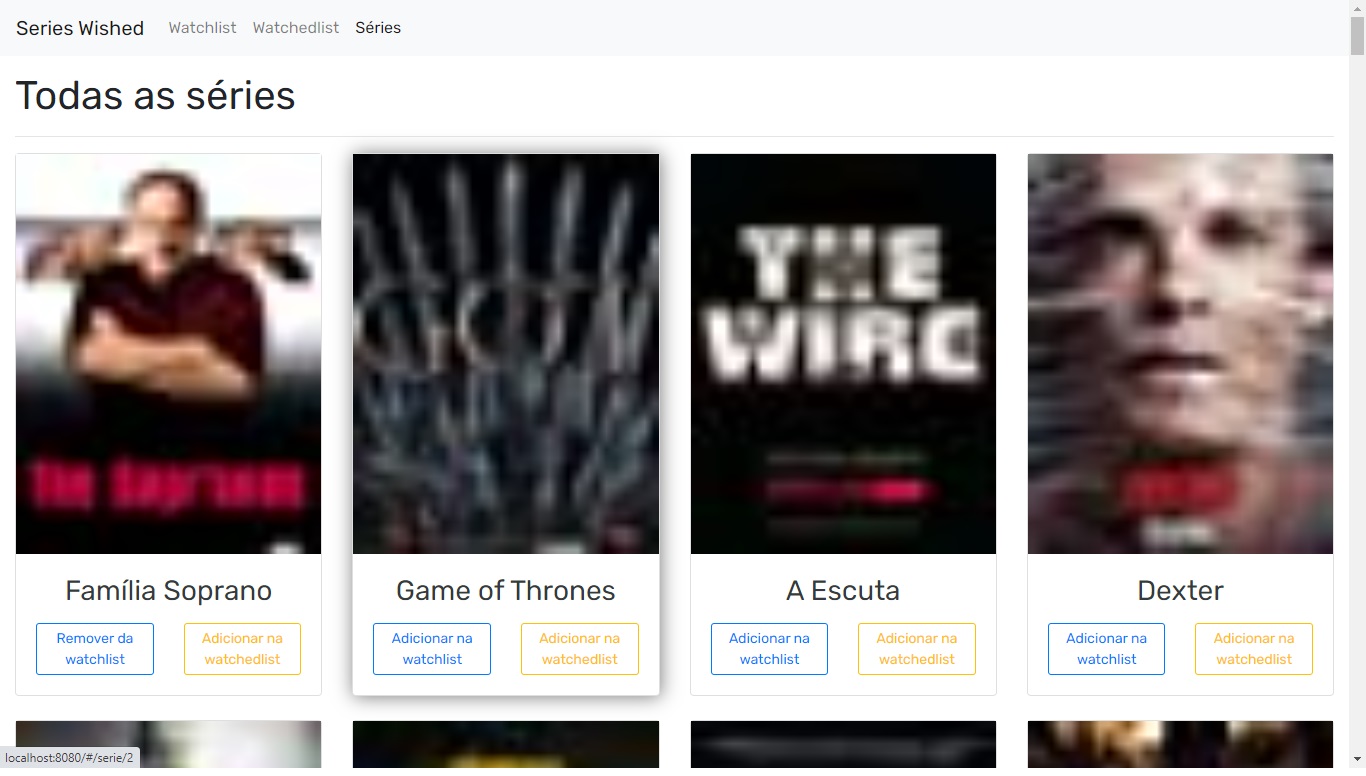 Series Wished Watchlist Watchedlist Séries
Todas as séries
the sopranos
THE
WIRE
Família Soprano
Game of Thrones
A Escuta
Dexter
Remover da
watchlist
Adicionar na
watchedlist
Adicionar na
watchlist
Adicionar na
watchedlist
Adicionar na
watchlist
Adicionar na
watchedlist
Adicionar na
watchlist
Adicionar na
watchedlist
localhost:8080/#/serie/2